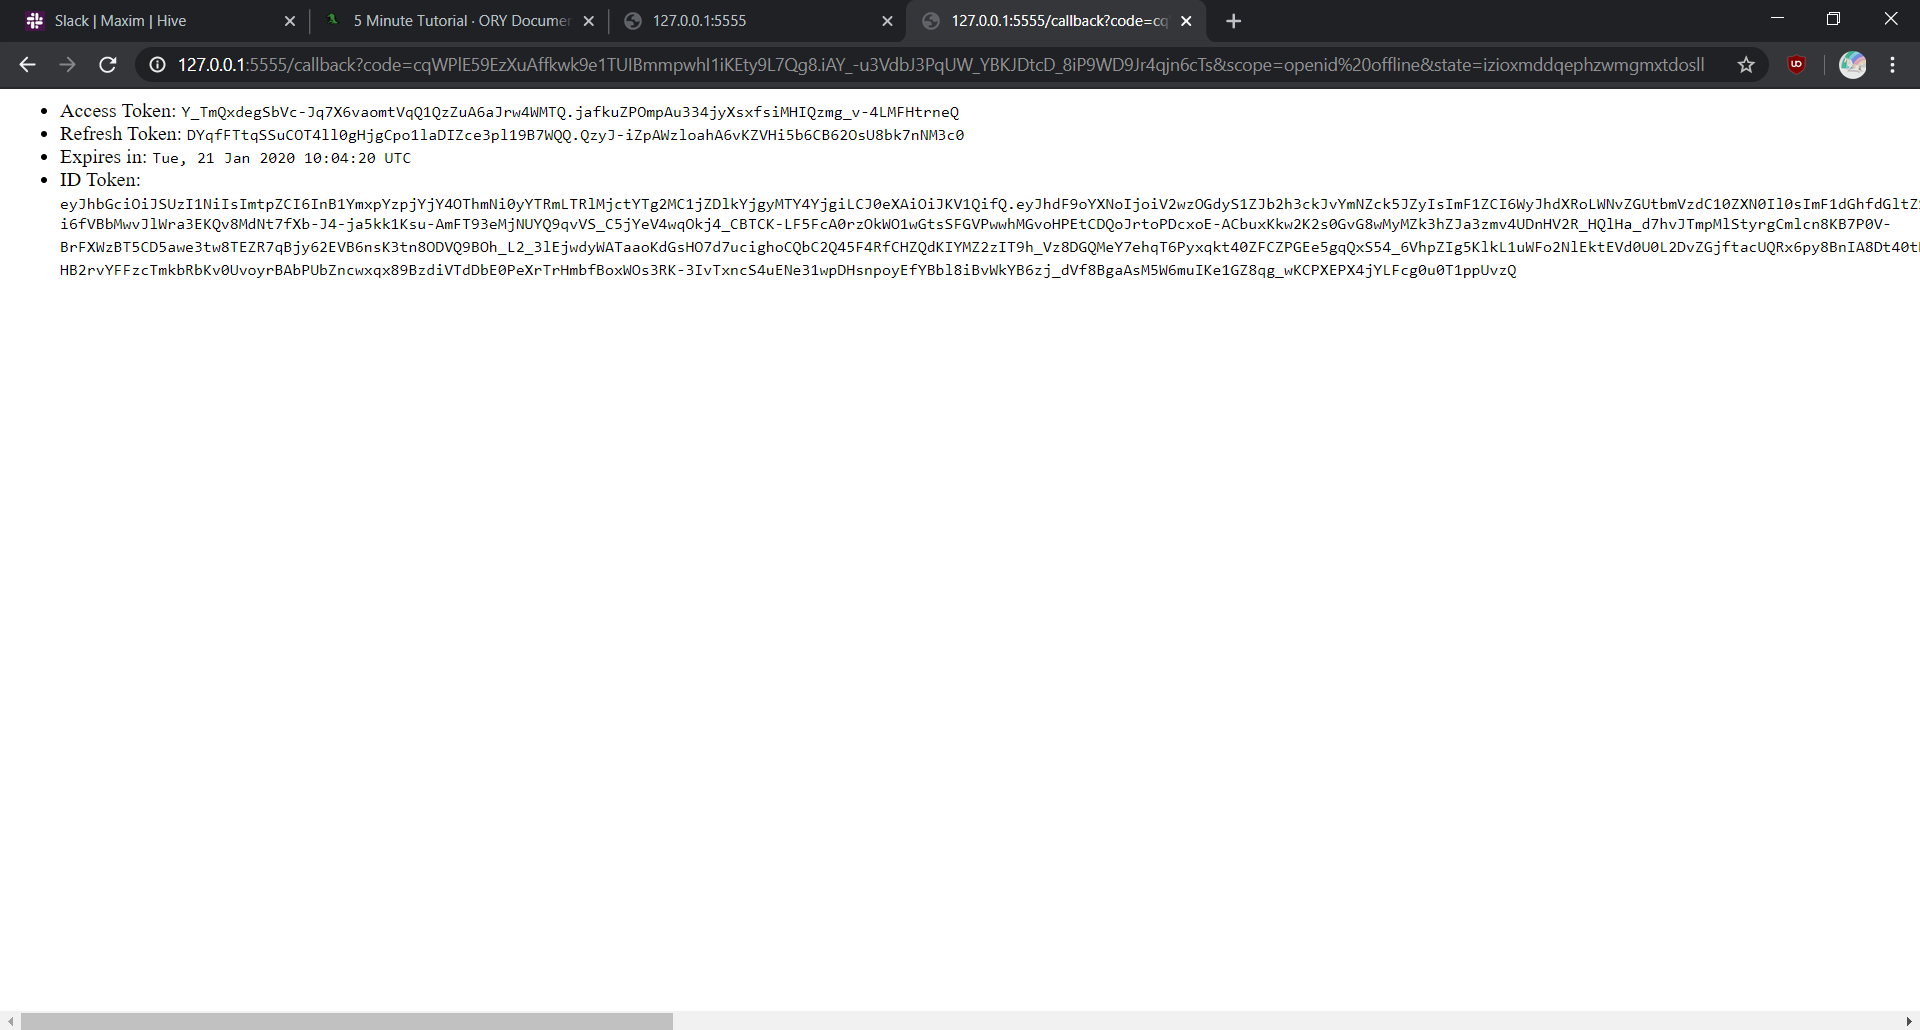 Slack | Maxim | Hive
5 Minute Tutorial · ORY Documen
127.0.0.1:5555
127.0.0.1:5555/callback?code=cq
127.0.0.1:5555/callback?code=cqWPlE59EzXuAffkwk9e1TUIBmmpwhI1iKEty9L7Qg8.iAY_-u3VdbJ3PqUW_YBKJDtcD_8iP9WD9Jr4qjn6cTs&scope=openid%20offline&state=izioxmddqephzwmgmxtdosll
• Access Token: Y_TmQxdegSbVc-Jq7X6vaomtVqQ1QzZuA6aJrw4WMTQ.jafkuZPOmpAu334jyXsxfsiMHIQzmg_v-4LMFHtrneQ
• Refresh Token: DYqfFTtqSSuCOT4ll0gHjgCpo1laDIZce3pl19B7WQQ.QzyJ-iZpAWzloahA6vKZVHi5b6CB62OsU8bk7nNM3c0
• Expires in: Tue, 21 Jan 2020 10:04:20 UTC
• ID Token:
eyJhbGciOiJSUzI1NiIsImtpZCI6InB1YmxpYzpjYjY4OThmNi0yYTRmLTRlMjctYTg2MC1jZDlkYjgyMTY4YjgiLCJ0eXAiOiJKV1QifQ.eyJhdF9oYXNoIjoiV2wzOGdyS1ZJb2h3ckJvYmNZck5JZyIsImF1ZCI6WyJhdXRoLWNvZGUtbmVzdC10ZXN0Il0sImF1dGhfdGltZS
i6fVBbMwvJlWra3EKQv8MdNt7fXb-J4-ja5kk1Ksu-AmFT93eMjNUYQ9qvVS_C5jYeV4wqOkj4_CBTCK-LF5FcA0rzOkWO1wGtsSFGVPwwhMGvoHPEtCDQoJrtoPDcxoE-ACbuxKkw2K2s0GvG8wMyMZk3hZJa3zmv4UDnHV2R_HQlHa_d7hvJTmpMlStyrgCmlcn8KB7P0V-
BrFXWzBT5CD5awe3tw8TEZR7qBjy62EVB6nsK3tn8ODVQ9BOh_L2_3lEjwdyWATaaoKdGsHO7d7ucighoCQbC2Q45F4RfCHZQdKIYMZ2zIT9h_Vz8DGQMeY7ehqT6Pyxqkt40ZFCZPGEe5gqQxS54_6VhpZIg5KlkL1uWFo2NlEktEVd0U0L2DvZGjftacUQRx6py8BnIA8Dt40t
HB2rvYFFzcTmkbRbKv0UvoyrBAbPUbZncwxqx89BzdiVTdDbE0PeXrTrHmbfBoxWOs3RK-3IvTxncS4uENe31wpDHsnpoyEfYBbl8iBvWkYB6zj_dVf8BgaAsM5W6muIKe1GZ8qg_wKCPXEPX4jYLFcg0u0T1ppUvzQ